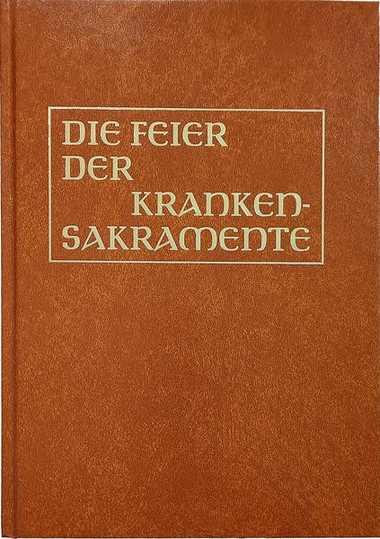 DIE FEIER
DER
KRANKEN-
SAKRAMENTE